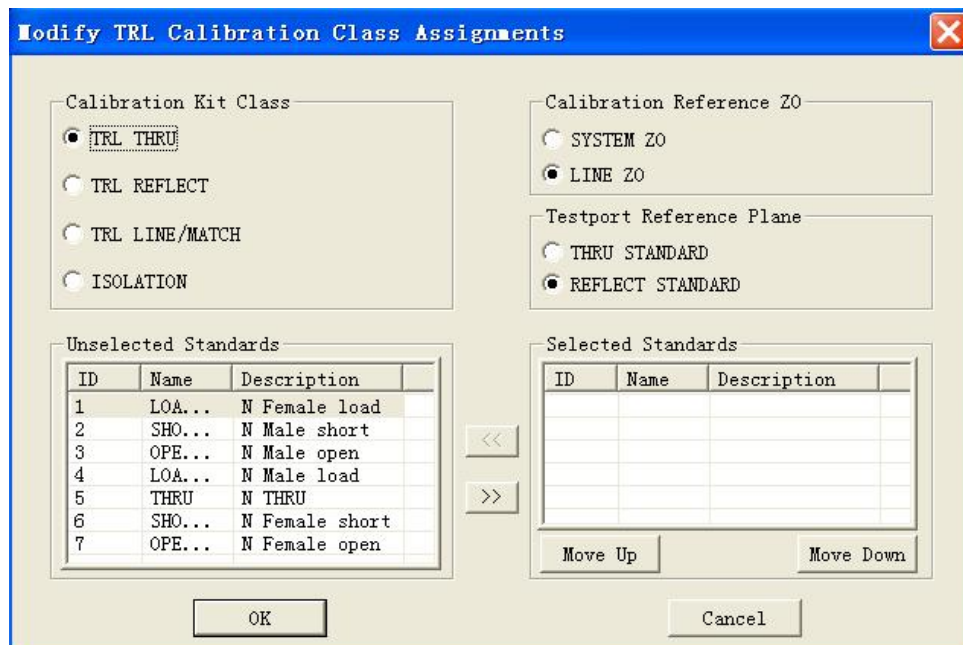 Modify TRL Calibration Class Assignments
Calibration Kit Class
TRL THRU
TRL REFLECT
TRL LINE/MATCH
ISOLATION
Calibration Reference ZO
SYSTEM ZO
LINE ZO
Testport Reference Plane
THRU STANDARD
REFLECT STANDARD
Unselected Standards
ID Name Description
1 LOA... N Female load
2 SHO... N Male short
3 OPE... N Male open
4 LOA... N Male load
5 THRU N THRU
6 SHO... N Female short
7 OPE... N Female open
<<
>>
Selected Standards
ID Name Description
Move Up Move Down
OK Cancel